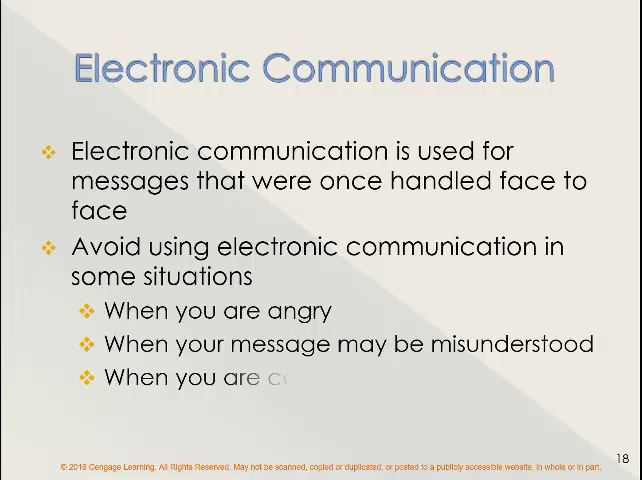 Electronic Communication
Electronic communication is used for
messages that were once handled face to
face
Avoid using electronic communication in
some situations
When you are angry
When your message may be misunderstood
When you are
18
© 2016 Cengage Learning. All Rights Reserved. May not be scanned, copied or duplicated, or posted to a publicly accessible website, in whole or in part.